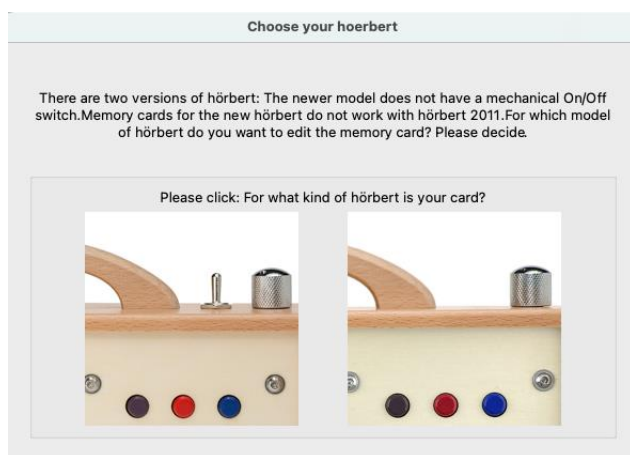 Choose your hoerbert
There are two versions of hörbert: The newer model does not have a mechanical On/Off
switch.Memory cards for the new hörbert do not work with hörbert 2011.For which model
of hörbert do you want to edit the memory card? Please decide.
Please click: For what kind of hörbert is your card?